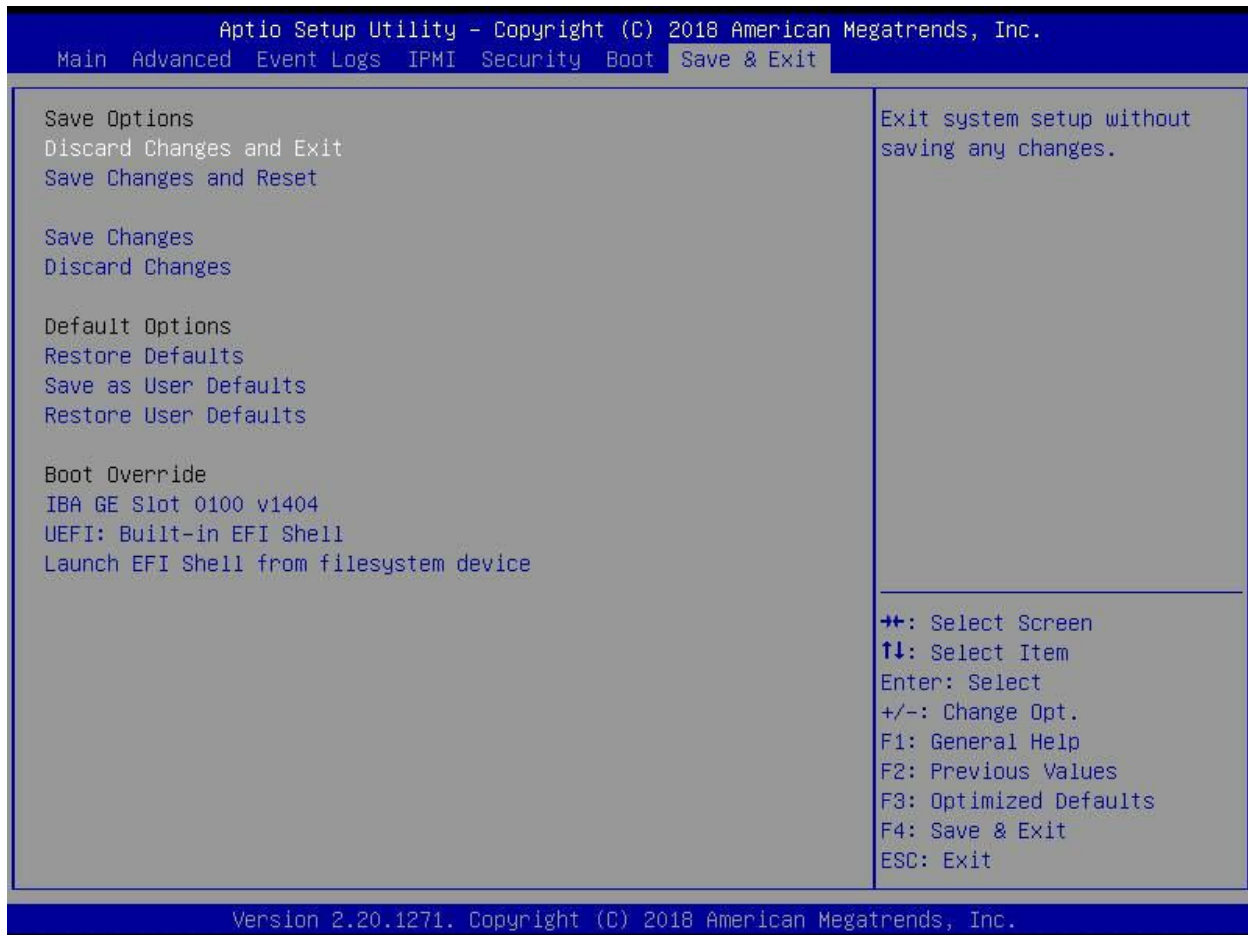 Aptio Setup Utility – Copyright (C) 2018 American Megatrends, Inc.
Main Advanced Event Logs IPMI Security Boot Save & Exit
Save Options
Discard Changes and Exit
Save Changes and Reset
Save Changes
Discard Changes
Default Options
Restore Defaults
Save as User Defaults
Restore User Defaults
Boot Override
IBA GE Slot 0100 v1404
UEFI: Built-in EFI Shell
Launch EFI Shell from filesystem device
Exit system setup without
saving any changes.
→←: Select Screen
↑↓: Select Item
Enter: Select
+/-: Change Opt.
F1: General Help
F2: Previous Values
F3: Optimized Defaults
F4: Save & Exit
ESC: Exit
Version 2.20.1271. Copyright (C) 2018 American Megatrends, Inc.